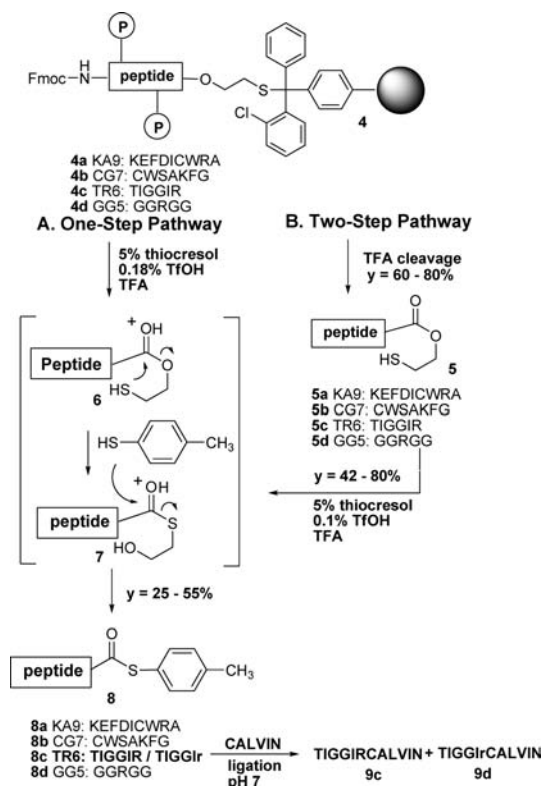 P
Fmoc
H
N
peptide
O
S
Cl
P
4
4a KA9: KEFDICWRA
4b CG7: CWSAKFG
4c TR6: TIGGIR
4d GG5: GGRGG
A. One-Step Pathway
5% thiocresol
0.18% TfOH
TFA
B. Two-Step Pathway
TFA cleavage
y = 60 - 80%
O
peptide
O
HS
5
5a KA9: KEFDICWRA
5b CG7: CWSAKFG
5c TR6: TIGGIR
5d GG5: GGRGG
y = 42 - 80%
5% thiocresol
0.1% TfOH
TFA
+
OH
Peptide
O
HS
6
HS
CH3
+
OH
peptide
S
HO
7
y = 25 - 55%
O
peptide
S
CH3
8
8a KA9: KEFDICWRA
8b CG7: CWSAKFG
8c TR6: TIGGIR / TIGGIr
8d GG5: GGRGG
CALVIN
ligation
pH 7
TIGGIRCALVIN + TIGGIrCALVIN
9c 9d